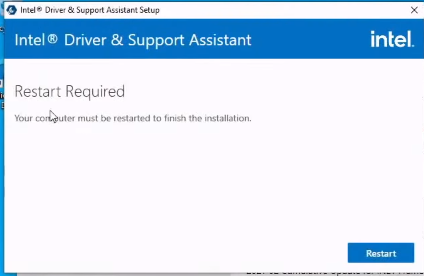 Intel® Driver & Support Assistant Setup
Intel® Driver & Support Assistant
intel.
Restart Required
Your computer must be restarted to finish the installation.
Restart